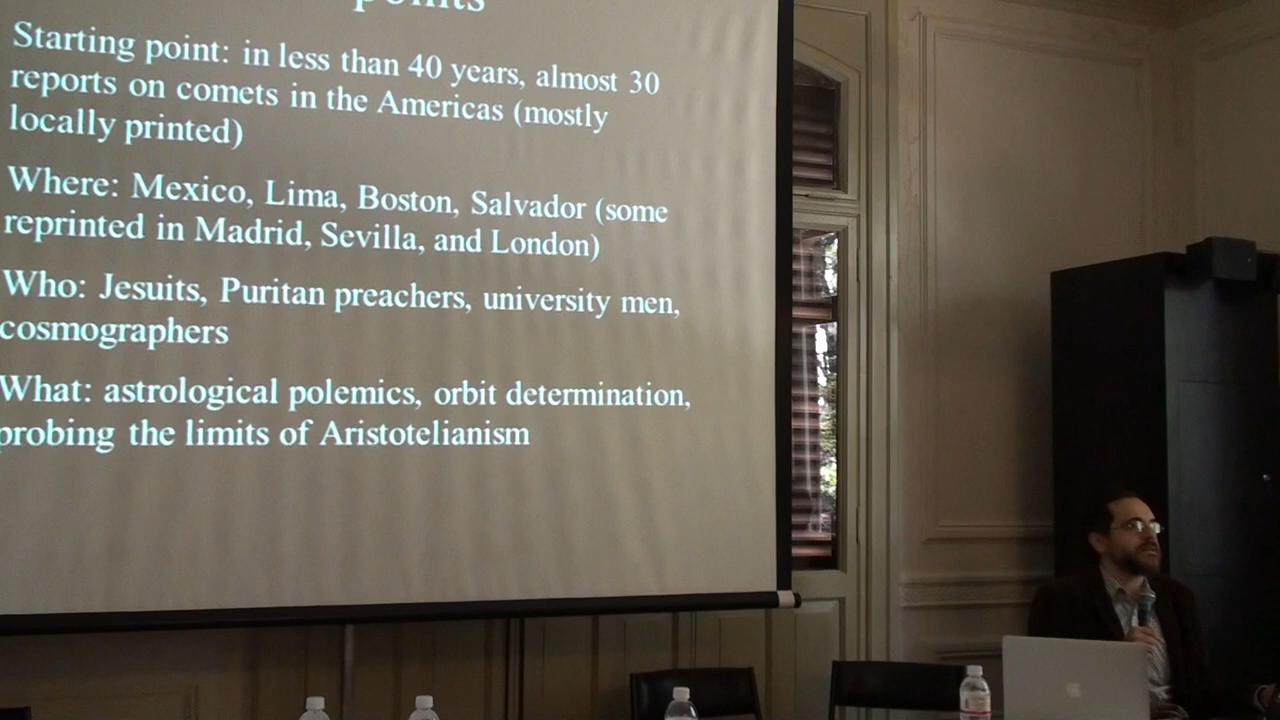 points
Starting point: in less than 40 years, almost 30
reports on comets in the Americas (mostly
locally printed)
Where: Mexico, Lima, Boston, Salvador (some
reprinted in Madrid, Sevilla, and London)
Who: Jesuits, Puritan preachers, university men,
cosmographers
What: astrological polemics, orbit determination,
probing the limits of Aristotelianism